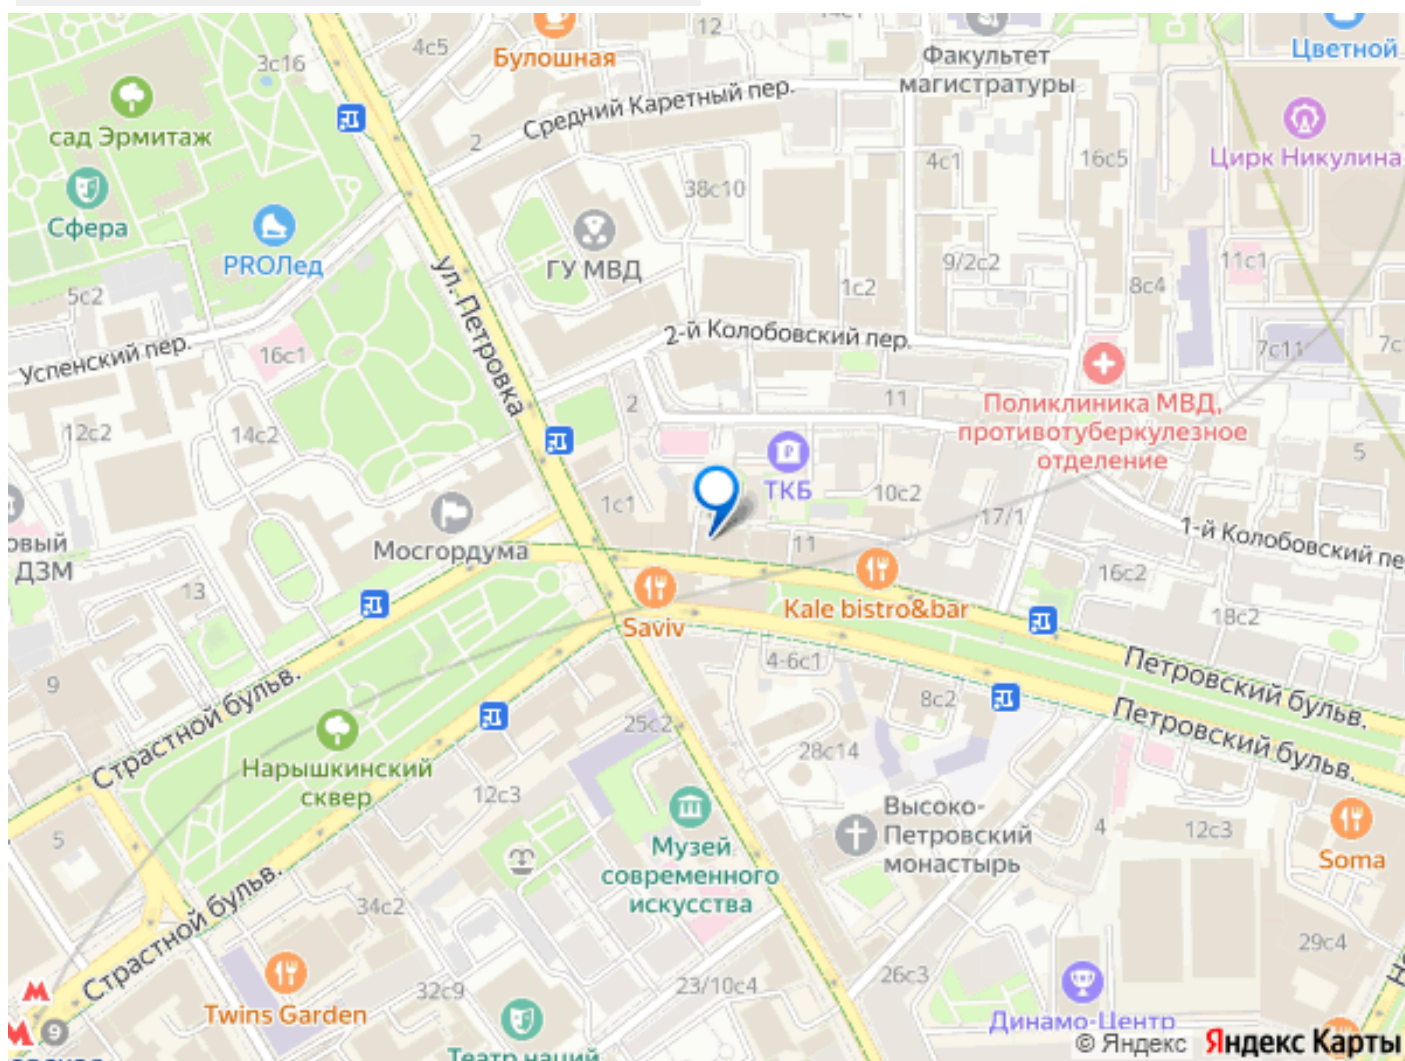 12
14с1
4с5
Булошная
3с16
Факультет
магистратуры
Цветной
сад Эрмитаж
Средний Каретный пер.
2
Цирк Никулина
4с1
16с5
38с10
Сфера
PROЛед
ул. Петровка
ГУ МВД
9/2с2
11с1
5с2
1с2
8с4
2-й Колобовский пер.
Успенский пер.
16с1
7с11
7с
2
11
Поликлиника МВД,
противотуберкулезное
отделение
12с2
14с2
5
ТКБ
10с2
1с1
17/1
1-й Колобовский пе
Мосгордума
овый
ДЗМ
11
13
16с2
Kale bistro&bar
18с2
Saviv
4-6с1
Петровский бульв.
9
Страстной бульв.
8с2
25с2
Петровский бульв.
28с14
Нарышкинский
сквер
12с3
Высоко-
Петровский
монастырь
4
12с3
5
Музей
современного
искусства
Soma
Страстной бульв.
34с2
29с4
26с3
32с9
23/10с4
Twins Garden
9
Динамо-Центр
Театр наций
© Яндекс Яндекс Карты